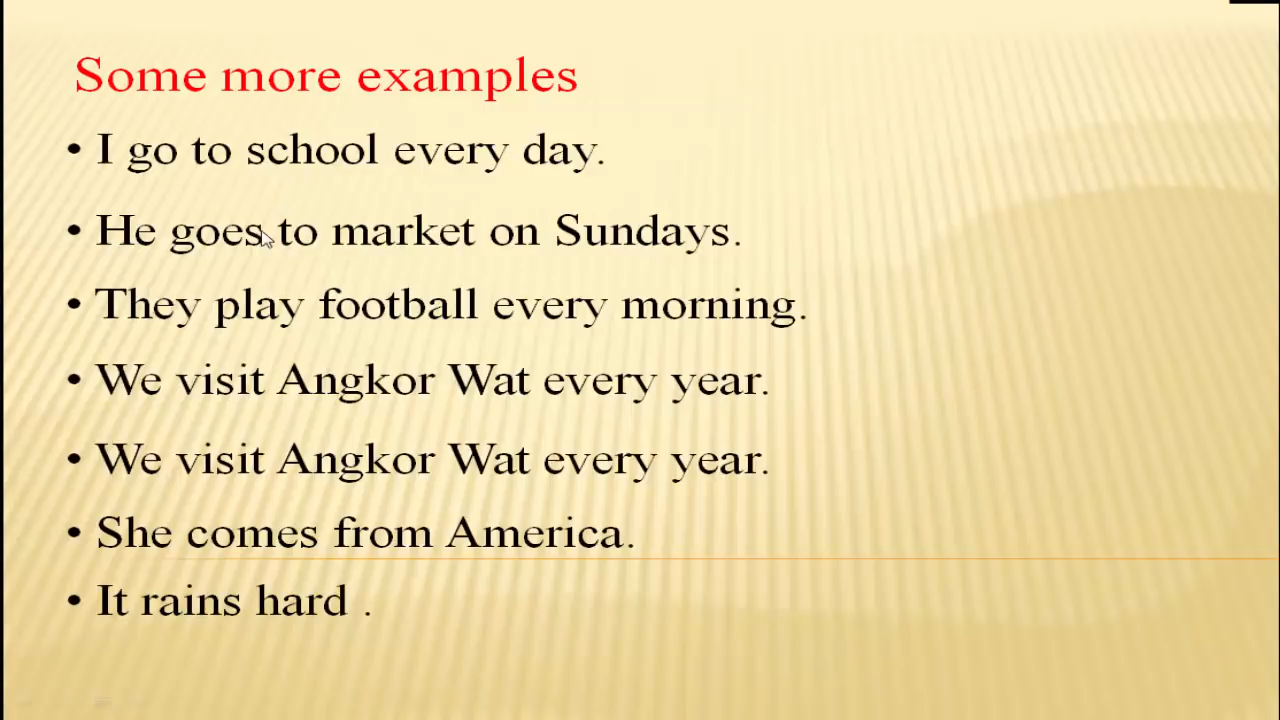 Some more examples
• I go to school every day.
• He goes to market on Sundays.
• They play football every morning.
• We visit Angkor Wat every year.
• We visit Angkor Wat every year.
• She comes from America.
• It rains hard .